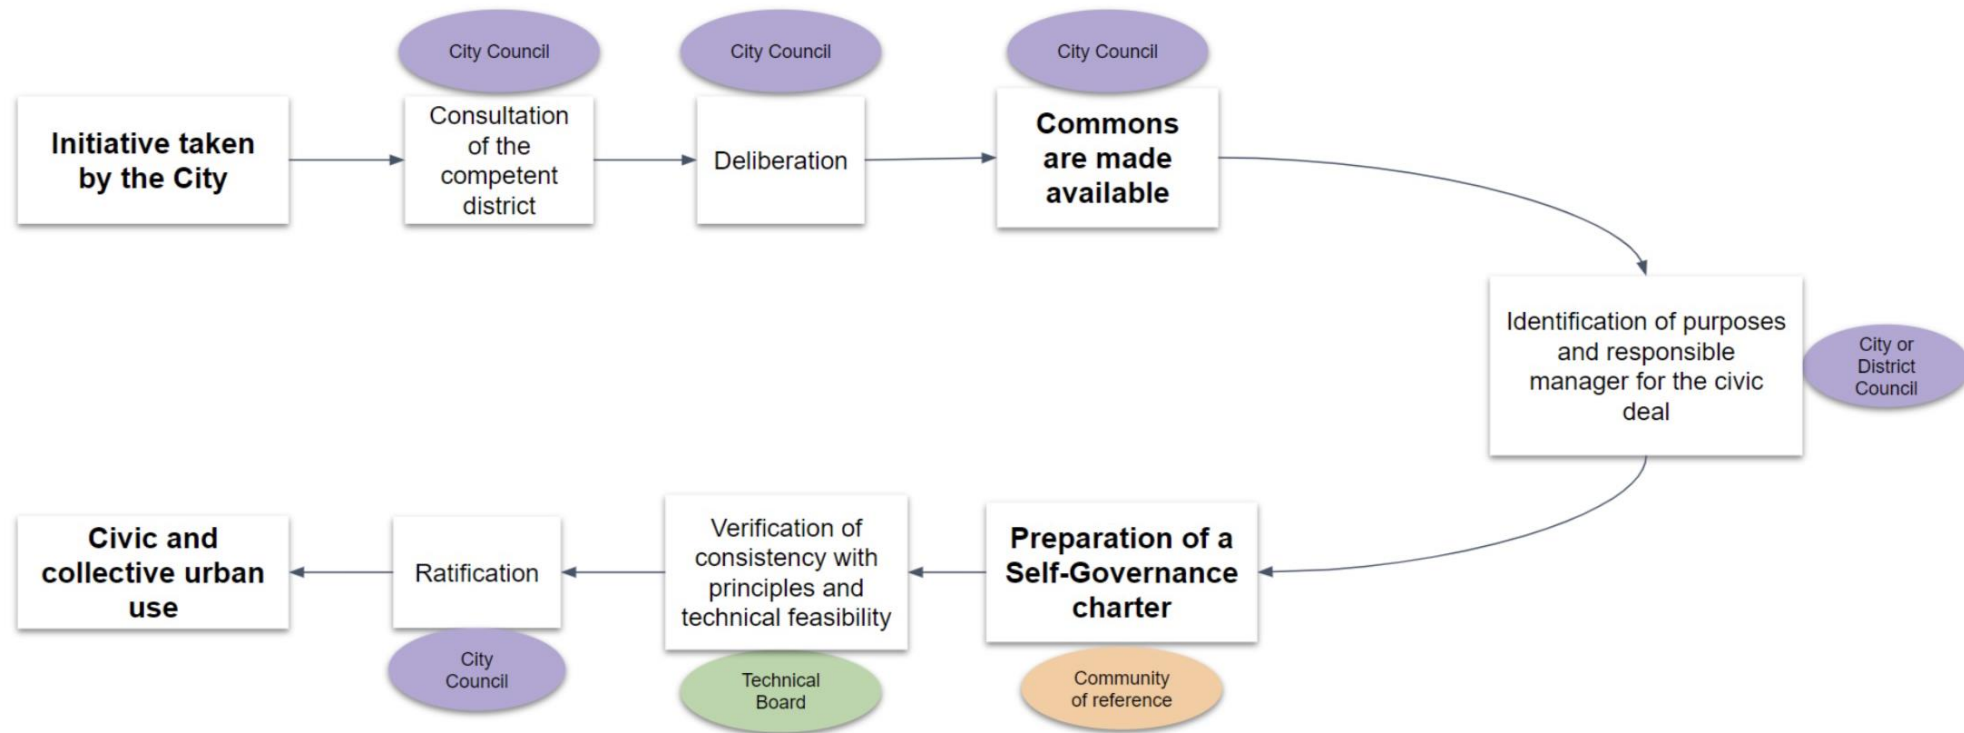 City Council
City Council
City Council
Initiative taken
by the City
Consultation
of the
competent
district
Deliberation
Commons
are made
available
Identification of purposes
and responsible
manager for the civic
deal
City or
District
Council
Preparation of a
Self-Governance
charter
Community
of reference
Verification of
consistency with
principles and
technical feasibility
Technical
Board
Ratification
City
Council
Civic and
collective urban
use